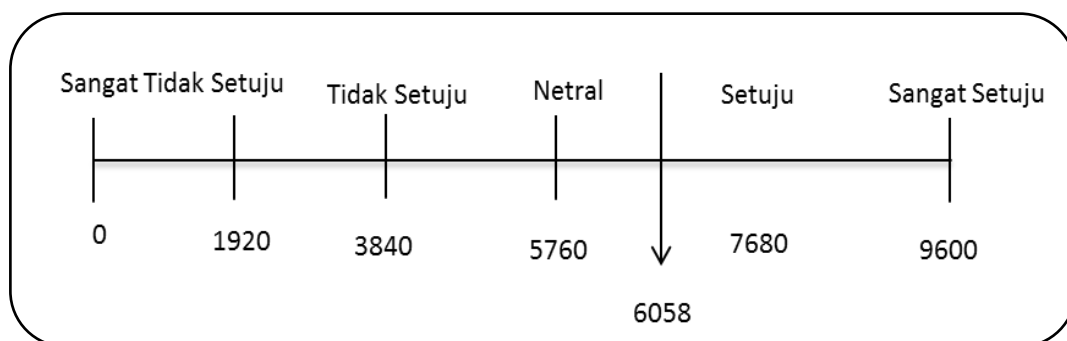 Sangat Tidak Setuju
Tidak Setuju
Netral
Setuju
Sangat Setuju
0
1920
3840
5760
7680
9600
6058